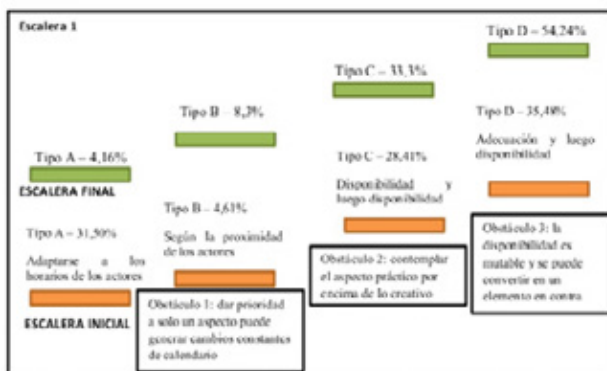 Escalera 1
Tipo D – 54,24%
Tipo C – 33,3%
Tipo B – 8,3%
Tipo A – 4,16%
ESCALERA FINAL
Tipo D – 35,48%
Adecuación y luego
disponibilidad
Tipo C – 28,41%
Disponibilidad y
luego disponibilidad
Tipo B – 4,61%
Según la proximidad
de los actores
Tipo A – 31,50%
Adaptarse a los
horarios de los actores
ESCALERA INICIAL
Obstáculo 1: dar prioridad
a solo un aspecto puede
generar cambios constantes
de calendario
Obstáculo 2: contemplar
el aspecto práctico por
encima de lo creativo
Obstáculo 3: la
disponibilidad es
mutable y se puede
convertir en un
elemento en contra